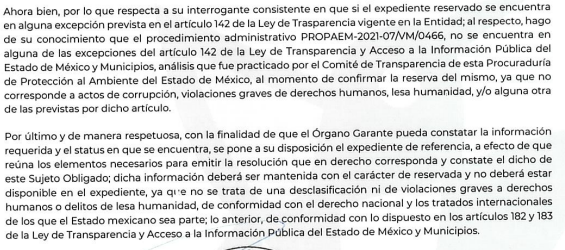 Ahora bien, por lo que respecta a su interrogante consistente en que si el expediente reservado se encuentra
en alguna excepción prevista en el artículo 142 de la Ley de Trasparencia vigente en la Entidad; al respecto, hago
de su conocimiento que el procedimiento administrativo PROPAEM-2021-07/VM/0466, no se encuentra en
alguna de las excepciones del artículo 142 de la Ley de Transparencia y Acceso a la Información Pública del
Estado de México y Municipios, análisis que fue practicado por el Comité de Transparencia de esta Procuraduría
de Protección al Ambiente del Estado de México, al momento de confirmar la reserva del mismo, ya que no
corresponde a actos de corrupción, violaciones graves de derechos humanos, lesa humanidad, y/o alguna otra
de las previstas por dicho artículo.
Por último y de manera respetuosa, con la finalidad de que el Órgano Garante pueda constatar la información
requerida y el status en que se encuentra, se pone a su disposición el expediente de referencia, a efecto de que
reúna los elementos necesarios para emitir la resolución que en derecho corresponda y constate el dicho de
este Sujeto Obligado; dicha información deberá ser mantenida con el carácter de reservada y no deberá estar
disponible en el expediente, ya que no se trata de una desclasificación ni de violaciones graves a derechos
humanos o delitos de lesa humanidad, de conformidad con el derecho nacional y los tratados internacionales
de los que el Estado mexicano sea parte; lo anterior, de conformidad con lo dispuesto en los artículos 182 y 183
de la Ley de Transparencia y Acceso a la Información Pública del Estado de México y Municipios.